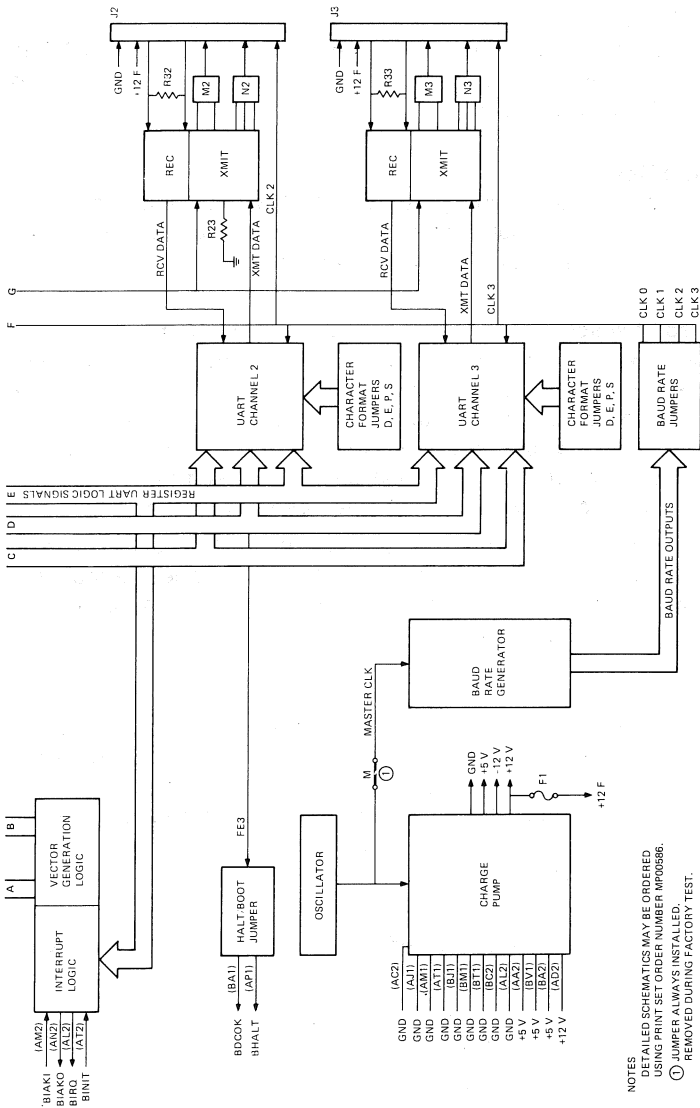 J2
GND
+12 F
R32
M2
N2
REC
XMIT
R23
RCV DATA
XMT DATA
CLK 2
J3
GND
+12 F
R33
M3
N3
REC
XMIT
RCV DATA
XMT DATA
CLK 3
G
F
E
D
C
B
A
REGISTER UART LOGIC SIGNALS
UART
CHANNEL 2
CHARACTER
FORMAT
JUMPERS
D, E, P, S
UART
CHANNEL 3
CHARACTER
FORMAT
JUMPERS
D, E, P, S
CLK 0
CLK 1
CLK 2
CLK 3
BAUD RATE
JUMPERS
BAUD RATE OUTPUTS
BAUD
RATE
GENERATOR
MASTER CLK
M
1
VECTOR
GENERATION
LOGIC
INTERRUPT
LOGIC
BIAKI (AM2)
BIAKO (AN2)
BIRQ (AL2)
BINIT (AT2)
FE3
HALT/BOOT
JUMPER
BDCOK (BA1)
BHALT (AP1)
OSCILLATOR
CHARGE
PUMP
GND
+5 V
-12 V
+12 V
F1
+12 F
GND (AC2)
GND (AJ1)
GND (AM1)
GND (AT1)
GND (BJ1)
GND (BM1)
GND (BT1)
GND (BC2)
GND (AL2)
+5 V (AA2)
+5 V (BV1)
+5 V (BA2)
+12 V (AD2)
NOTES
DETAILED SCHEMATICS MAY BE ORDERED
USING PRINT SET ORDER NUMBER MP00586.
1 JUMPER ALWAYS INSTALLED.
REMOVED DURING FACTORY TEST.